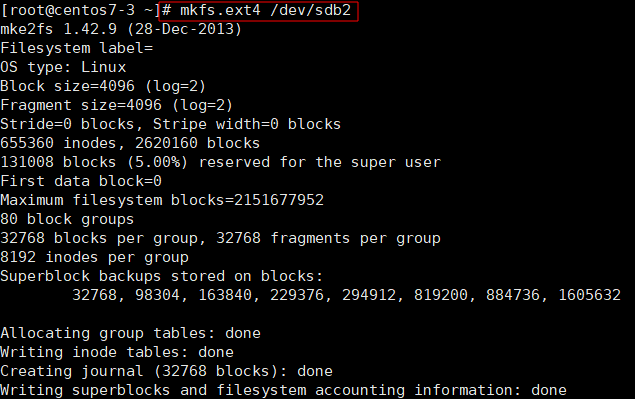 [root@centos7-3 ~]# mkfs.ext4 /dev/sdb2
mke2fs 1.42.9 (28-Dec-2013)
Filesystem label=
OS type: Linux
Block size=4096 (log=2)
Fragment size=4096 (log=2)
Stride=0 blocks, Stripe width=0 blocks
655360 inodes, 2620160 blocks
131008 blocks (5.00%) reserved for the super user
First data block=0
Maximum filesystem blocks=2151677952
80 block groups
32768 blocks per group, 32768 fragments per group
8192 inodes per group
Superblock backups stored on blocks:
32768, 98304, 163840, 229376, 294912, 819200, 884736, 1605632
Allocating group tables: done
Writing inode tables: done
Creating journal (32768 blocks): done
Writing superblocks and filesystem accounting information: done